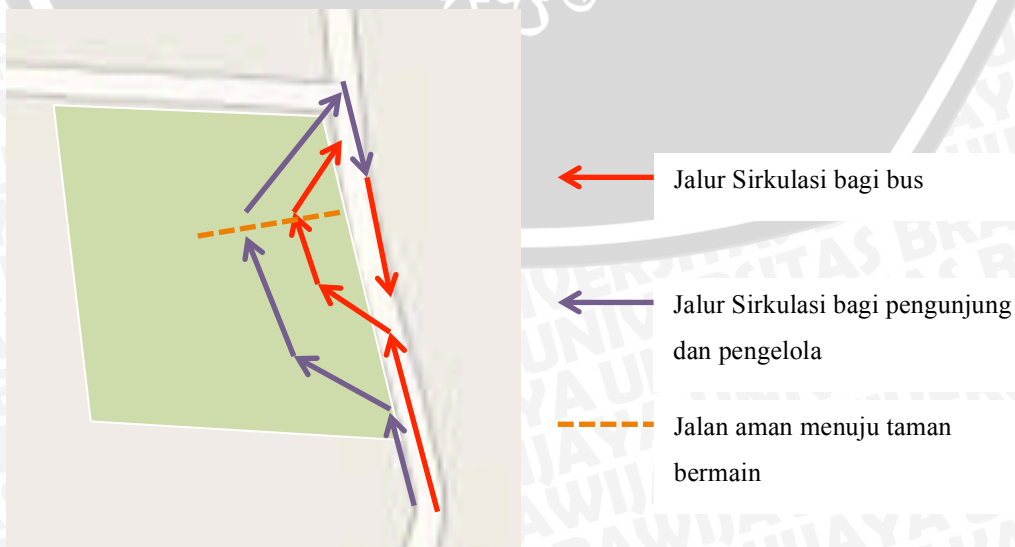 Jalur Sirkulasi bagi bus
Jalur Sirkulasi bagi pengunjung
dan pengelola
Jalan aman menuju taman
bermain